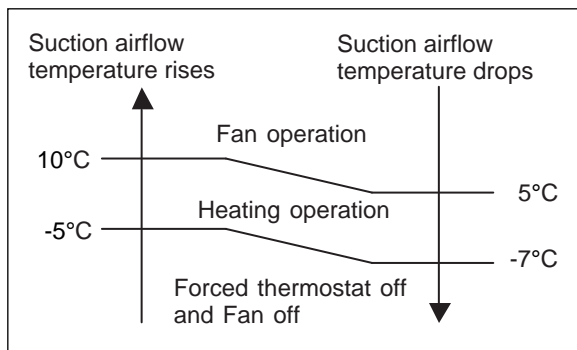 Suction airflow
temperature rises
Suction airflow
temperature drops
Fan operation
10°C
5°C
Heating operation
-5°C
-7°C
Forced thermostat off
and Fan off